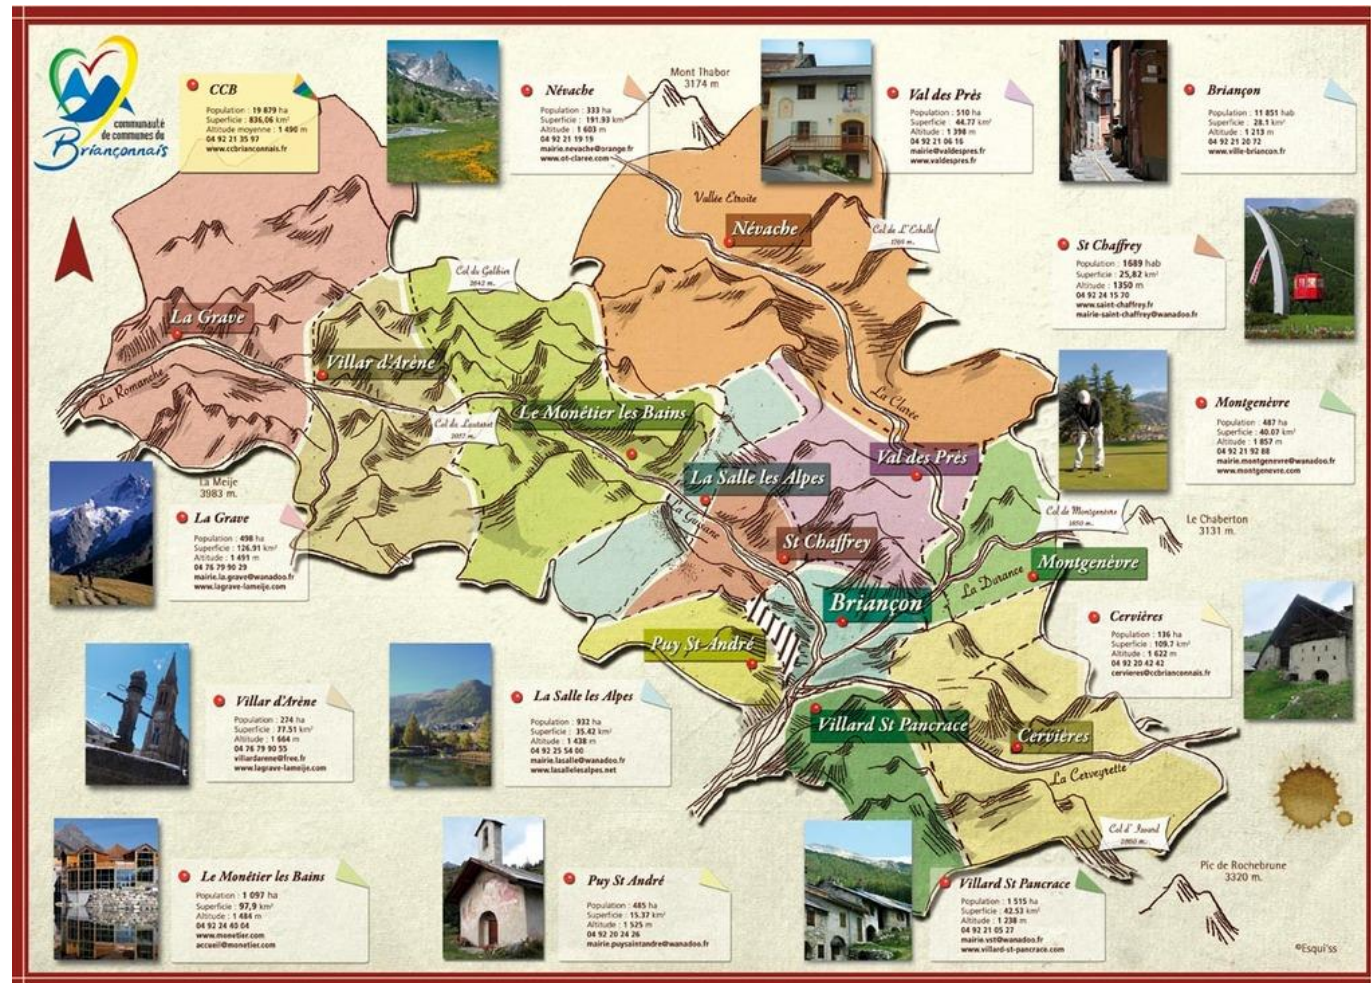 communauté
de communes du
Briançonnais
CCB
Population : 19 879 ha
Superficie : 836,06 km²
Altitude moyenne : 1 490 m
04 92 21 35 97
www.ccbrianconnais.fr
Névache
Population : 333 ha
Superficie : 191.93 km²
Altitude : 1 603 m
04 92 21 19 19
mairie.nevache@orange.fr
www.ot-claree.com
Mont Thabor
3174 m
Val des Près
Population : 510 ha
Superficie : 44.77 km²
Altitude : 1 398 m
04 92 21 06 16
mairie@valdespres.fr
www.valdespres.fr
Briançon
Population : 11 851 hab
Superficie : 28.1 km²
Altitude : 1 213 m
04 92 21 20 72
www.ville-briancon.fr
St Chaffrey
Population : 1689 hab
Superficie : 25,82 km²
Altitude : 1350 m
04 92 24 15 70
www.saint-chaffrey.fr
mairie-saint-chaffrey@wanadoo.fr
Vallée Etroite
Névache
Col de L'Echelle
Col du Galibier
2642 m.
La Grave
Villar d'Arène
La Romanche
Col du Lautaret
2057 m.
Le Monêtier les Bains
La Clarée
Val des Près
La Salle les Alpes
La Guisane
St Chaffrey
Montgenèvre
Population : 487 ha
Superficie : 40.07 km²
Altitude : 1 857 m
04 92 21 92 88
mairie.montgenevre@wanadoo.fr
www.montgenevre.com
Col de Montgenèvre
1850 m.
Le Chaberton
3131 m.
Montgenèvre
La Durance
Briançon
Puy St André
La Meije
3983 m.
La Grave
Population : 498 ha
Superficie : 126.91 km²
Altitude : 1 491 m
04 76 79 90 29
mairie.la.grave@wanadoo.fr
www.lagrave-lameije.com
Cervières
Population : 136 ha
Superficie : 109.7 km²
Altitude : 1 622 m
04 92 20 42 42
cervieres@ccbrianconnais.fr
Villar d'Arène
Population : 274 ha
Superficie : 77.51 km²
Altitude : 1 664 m
04 76 79 90 55
villardarene@free.fr
www.lagrave-lameije.com
La Salle les Alpes
Population : 932 ha
Superficie : 35.42 km²
Altitude : 1 438 m
04 92 25 54 00
mairie.lasalle@wanadoo.fr
www.lasallelesalpes.net
Villard St Pancrace
Cervières
La Cerveyrette
Col d' Izoard
Pic de Rochebrune
3320 m.
Le Monêtier les Bains
Population : 1 097 ha
Superficie : 97,9 km²
Altitude : 1 484 m
04 92 24 40 04
www.monetier.com
accueil@monetier.com
Puy St André
Population : 485 ha
Superficie : 15.37 km²
Altitude : 1 525 m
04 92 20 24 26
mairie.puysaintandre@wanadoo.fr
Villard St Pancrace
Population : 1 515 ha
Superficie : 42.53 km²
Altitude : 1 238 m
04 92 21 05 27
mairie.vst@wanadoo.fr
www.villard-st-pancrace.com
©Esqui'ss